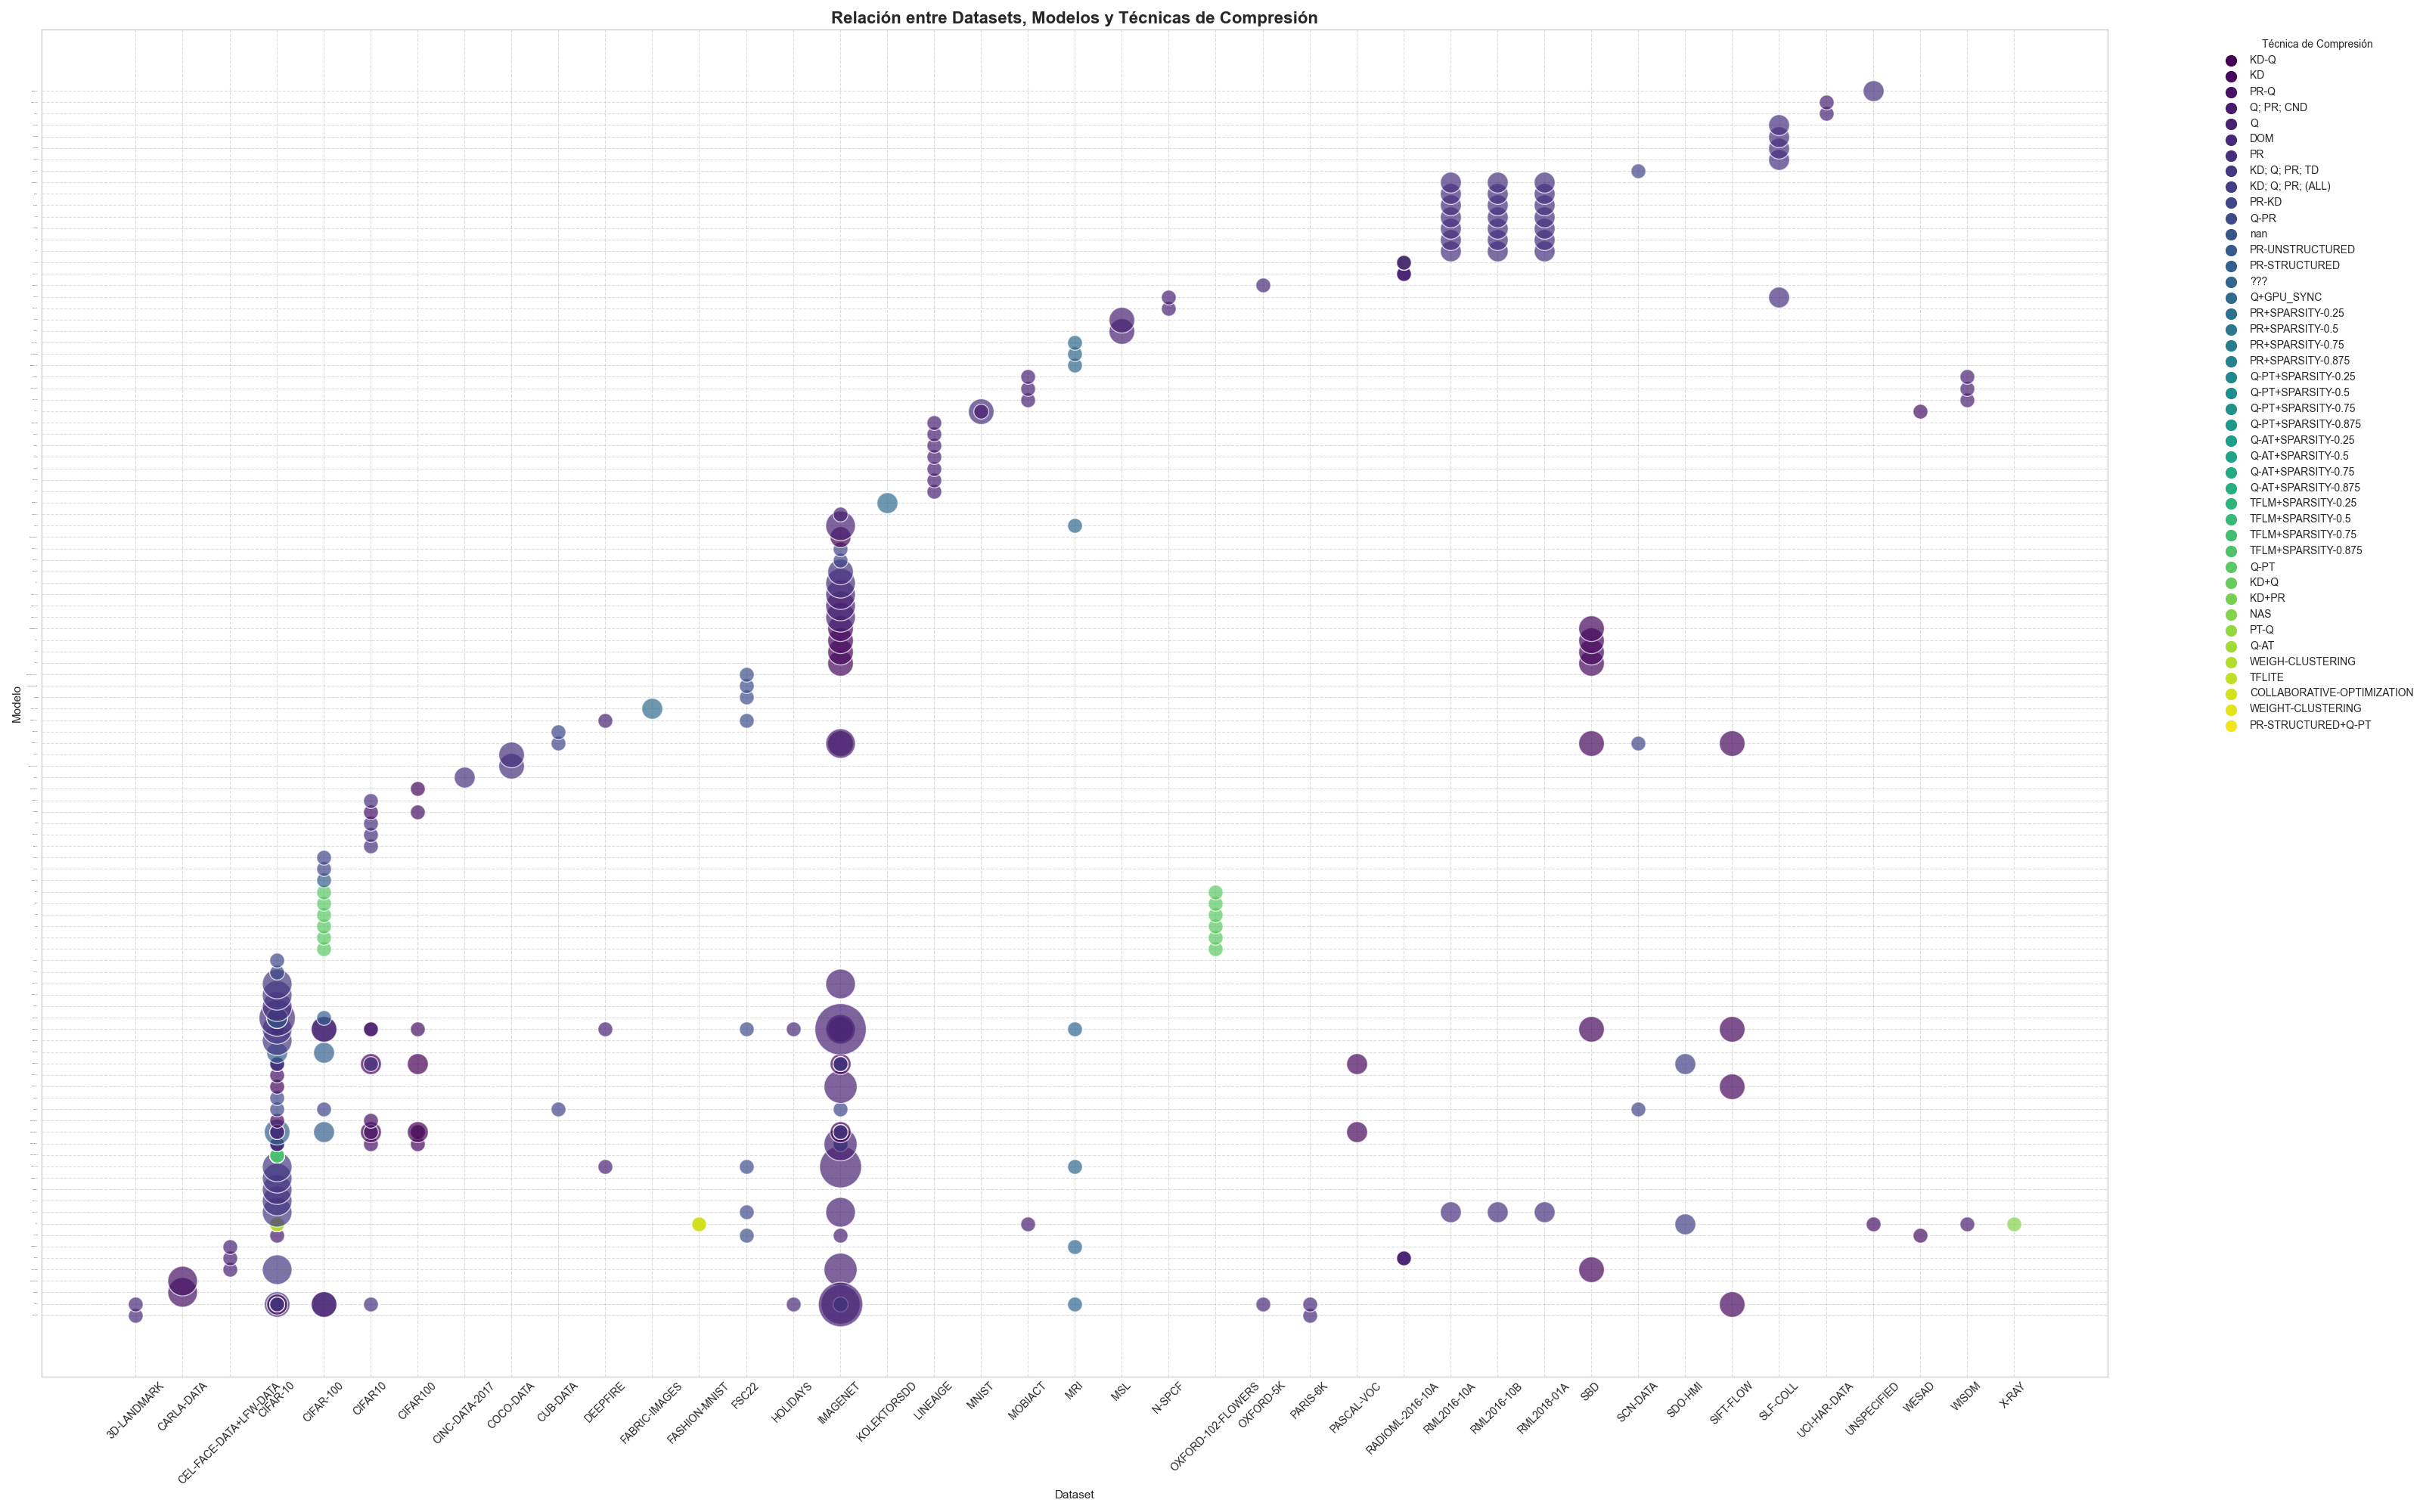 Relación entre Datasets, Modelos y Técnicas de Compresión
Técnica de Compresión
KD-Q
KD
PR-Q
Q; PR; CND
Q
DOM
PR
KD; Q; PR; TD
KD; Q; PR; (ALL)
PR-KD
Q-PR
nan
PR-UNSTRUCTURED
PR-STRUCTURED
???
Q+GPU_SYNC
PR+SPARSITY-0.25
PR+SPARSITY-0.5
PR+SPARSITY-0.75
PR+SPARSITY-0.875
Q-PT+SPARSITY-0.25
Q-PT+SPARSITY-0.5
Q-PT+SPARSITY-0.75
Q-PT+SPARSITY-0.875
Q-AT+SPARSITY-0.25
Q-AT+SPARSITY-0.5
Q-AT+SPARSITY-0.75
Q-AT+SPARSITY-0.875
TFLM+SPARSITY-0.25
TFLM+SPARSITY-0.5
TFLM+SPARSITY-0.75
TFLM+SPARSITY-0.875
Q-PT
KD+Q
KD+PR
NAS
PT-Q
Q-AT
WEIGH-CLUSTERING
TFLITE
COLLABORATIVE-OPTIMIZATION
WEIGHT-CLUSTERING
PR-STRUCTURED+Q-PT
Modelo
3D-LANDMARK
CARLA-DATA
CEL-FACE-DATA+LFW-DATA
CIFAR-10
CIFAR-100
CIFAR10
CIFAR100
CINC-DATA-2017
COCO-DATA
CUB-DATA
DEEPFIRE
FABRIC-IMAGES
FASHION-MNIST
FSC22
HOLIDAYS
IMAGENET
KOLEKTORSDD
LINEAIGE
MNIST
MOBIACT
MRI
MSL
N-SPCF
OXFORD-102-FLOWERS
OXFORD-5K
PARIS-6K
PASCAL-VOC
RADIOML-2016-10A
RML2016-10A
RML2016-10B
RML2018-01A
SBD
SCN-DATA
SDO-HMI
SIFT-FLOW
SLF-COLL
UCI-HAR-DATA
UNSPECIFIED
WESAD
WISDM
X-RAY
Dataset